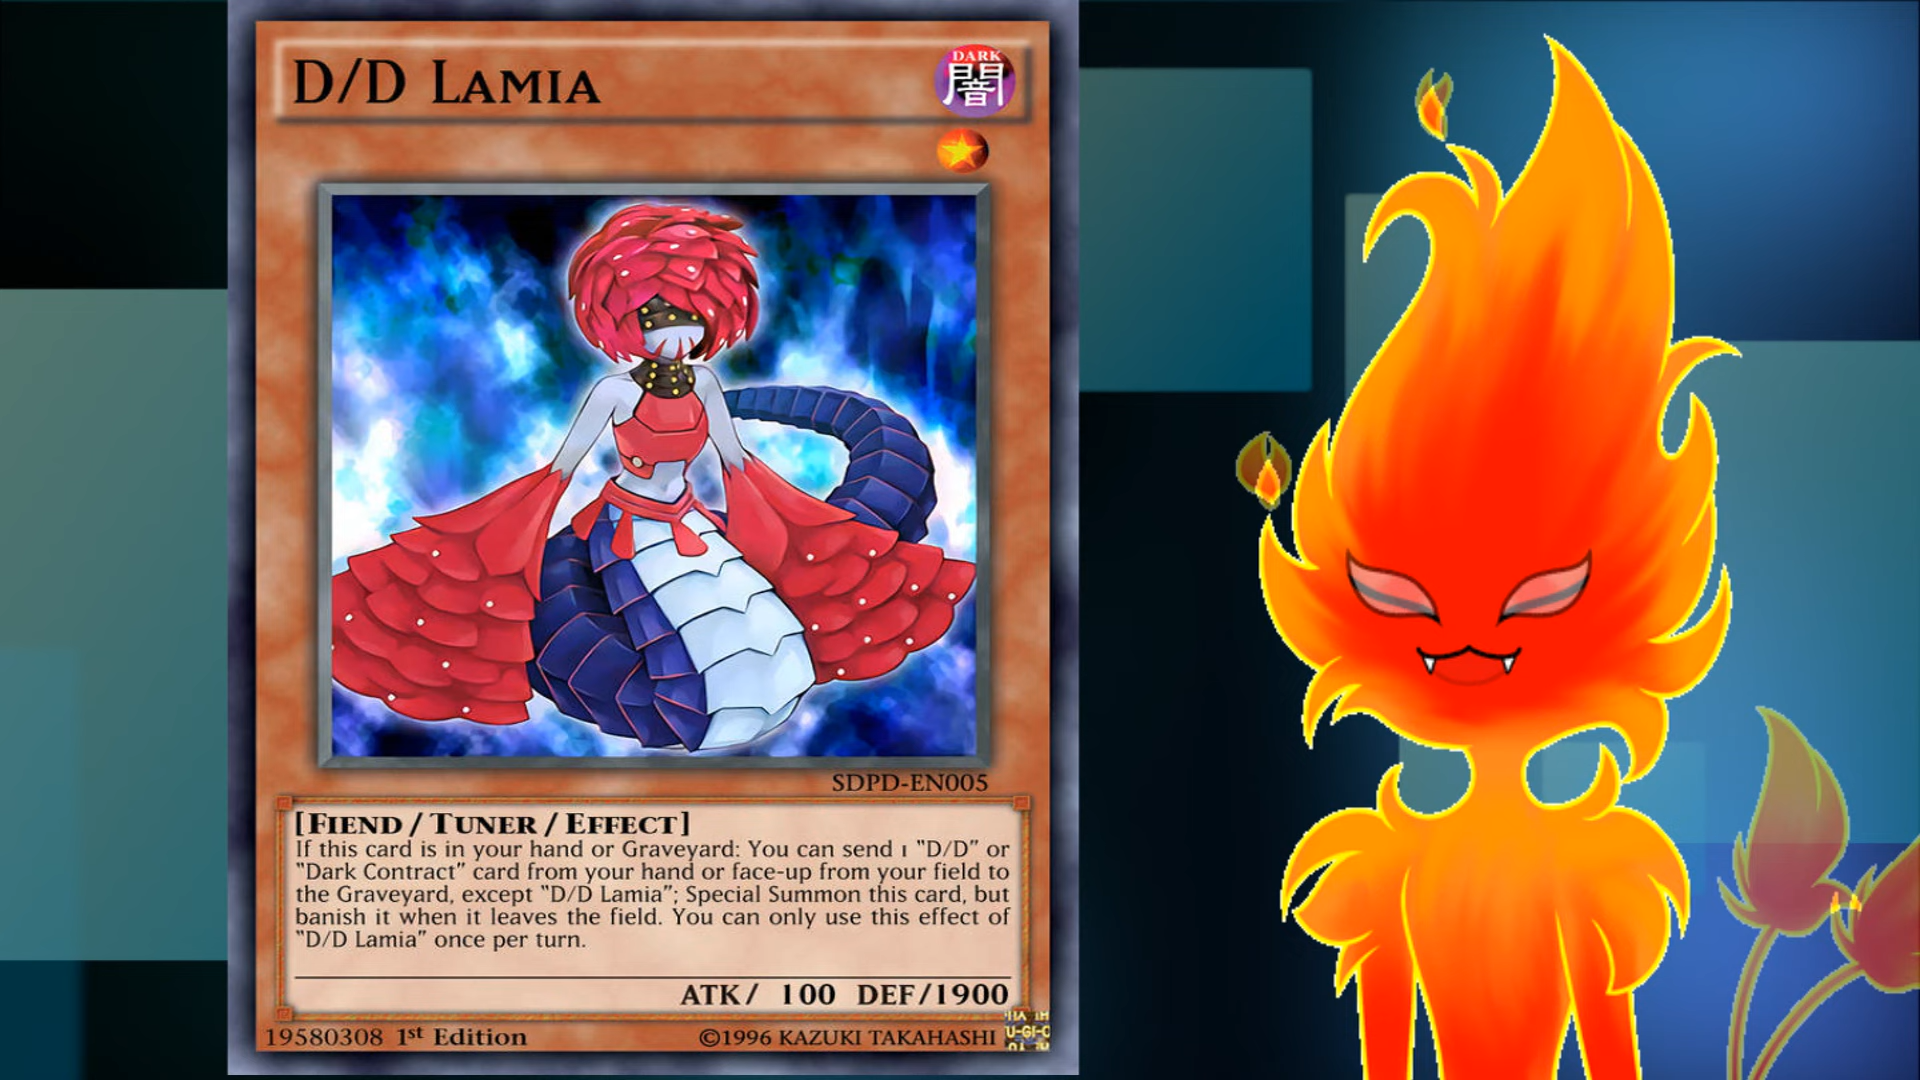 D/D LAMIA
DARK
闇
SDPD-EN005
[FIEND / TUNER / EFFECT]
If this card is in your hand or Graveyard: You can send 1 “D/D” or
“Dark Contract” card from your hand or face-up from your field to
the Graveyard, except “D/D Lamia”; Special Summon this card, but
banish it when it leaves the field. You can only use this effect of
“D/D Lamia” once per turn.
ATK/ 100 DEF/1900
19580308 1st Edition ©1996 KAZUKI TAKAHASHI